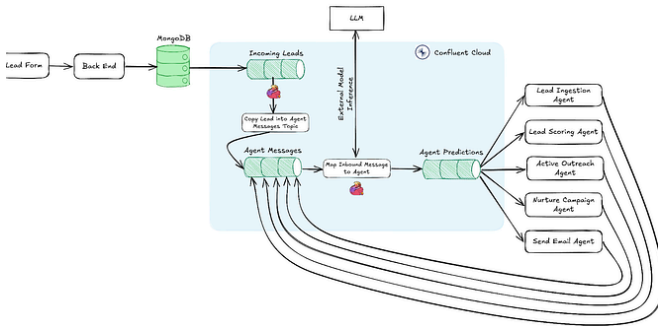 LLM
MongoDB
Lead Form
Back End
Incoming Leads
Confluent Cloud
External Model
Inference
Copy Lead into Agent
Messages Topic
Agent Messages
Map Inbound Message
to Agent
Agent Predictions
Lead Ingestion
Agent
Lead Scoring Agent
Active Outreach
Agent
Nurture Campaign
Agent
Send Email Agent